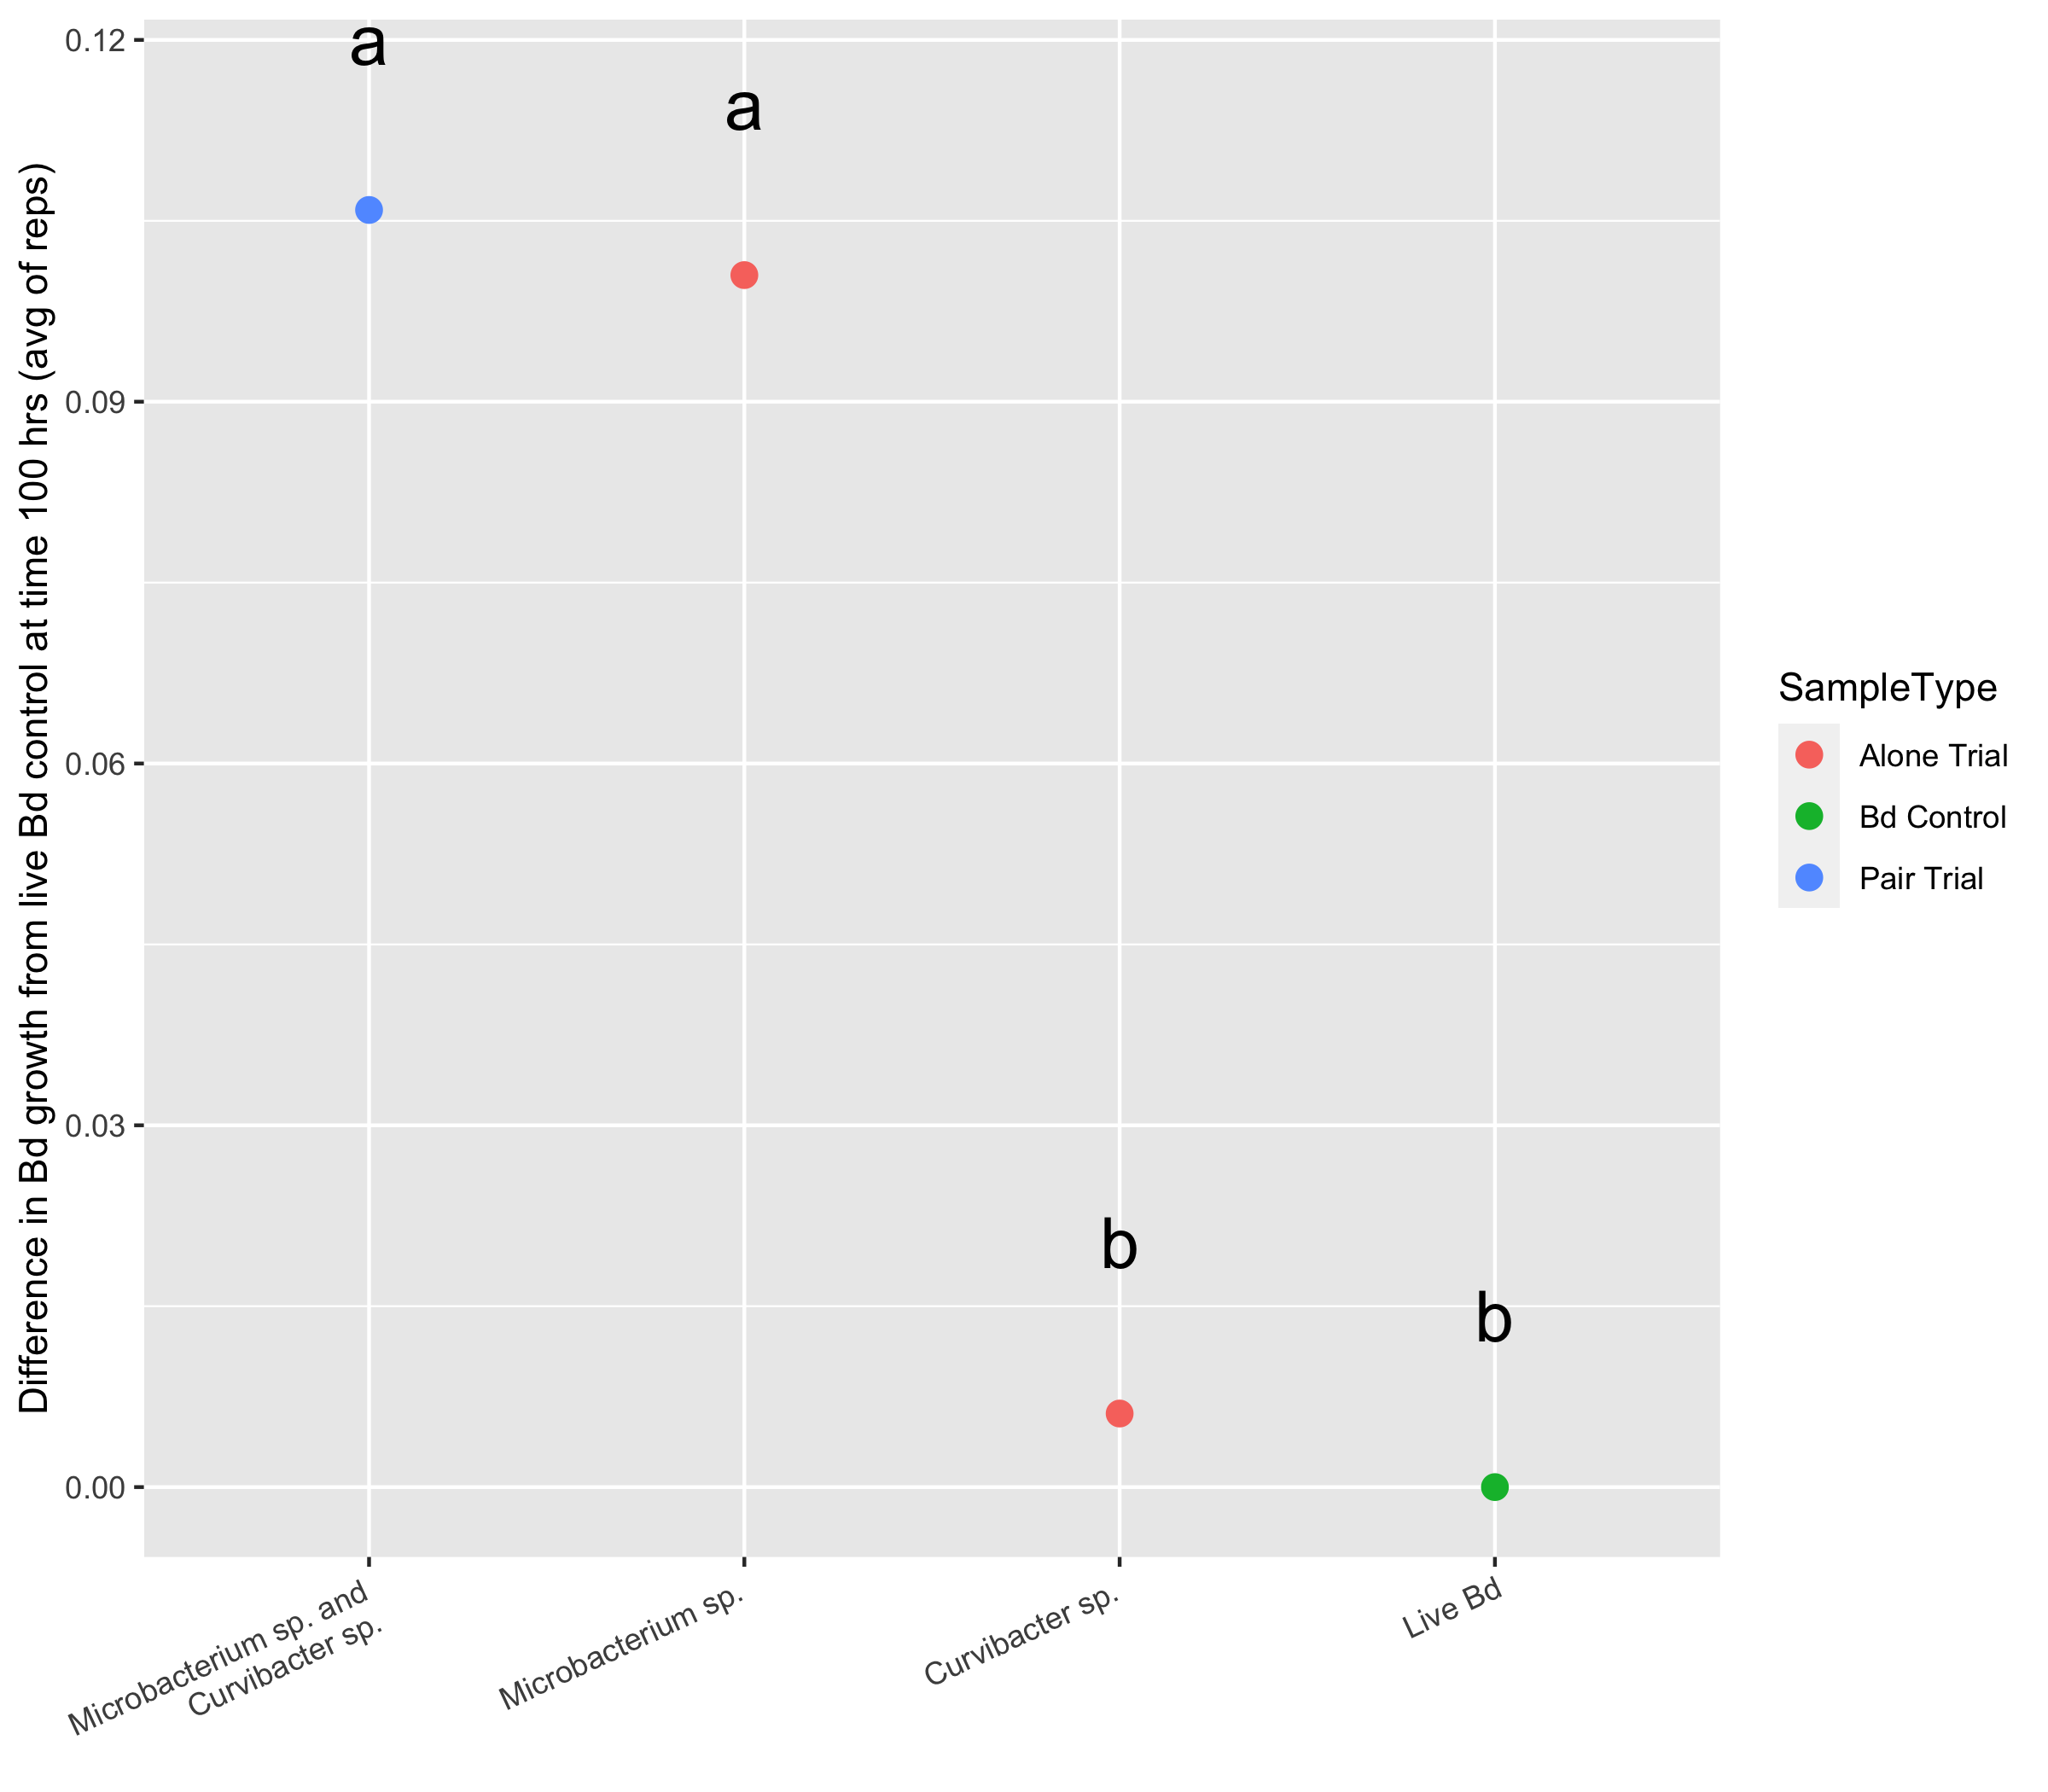 Difference in Bd growth from live Bd control at time 100 hrs (avg of reps)
0.12
0.09
0.06
0.03
0.00
a
a
b
b
Microbacterium sp. and
Curvibacter sp.
Microbacterium sp.
Curvibacter sp.
Live Bd
SampleType
Alone Trial
Bd Control
Pair Trial